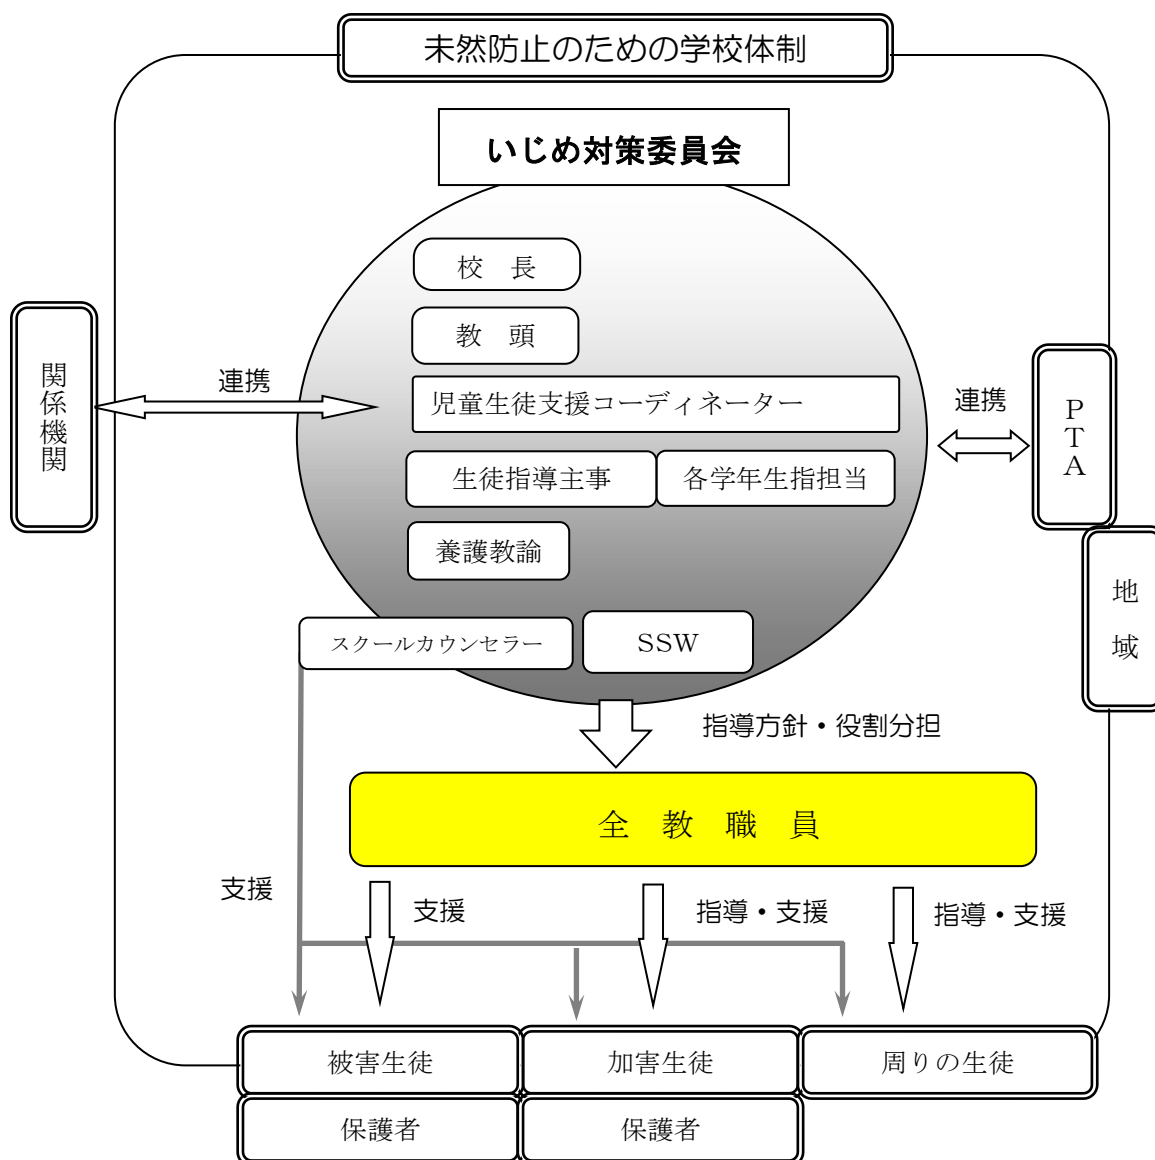 未然防止のための学校体制
いじめ対策委員会
校　長
教　頭
児童生徒支援コーディネーター
生徒指導主事
各学年生指担当
養護教諭
スクールカウンセラー
SSW
関係機関
連携
連携
PTA
地域
指導方針・役割分担
全　教　職　員
支援
支援
指導・支援
指導・支援
被害生徒
加害生徒
周りの生徒
保護者
保護者